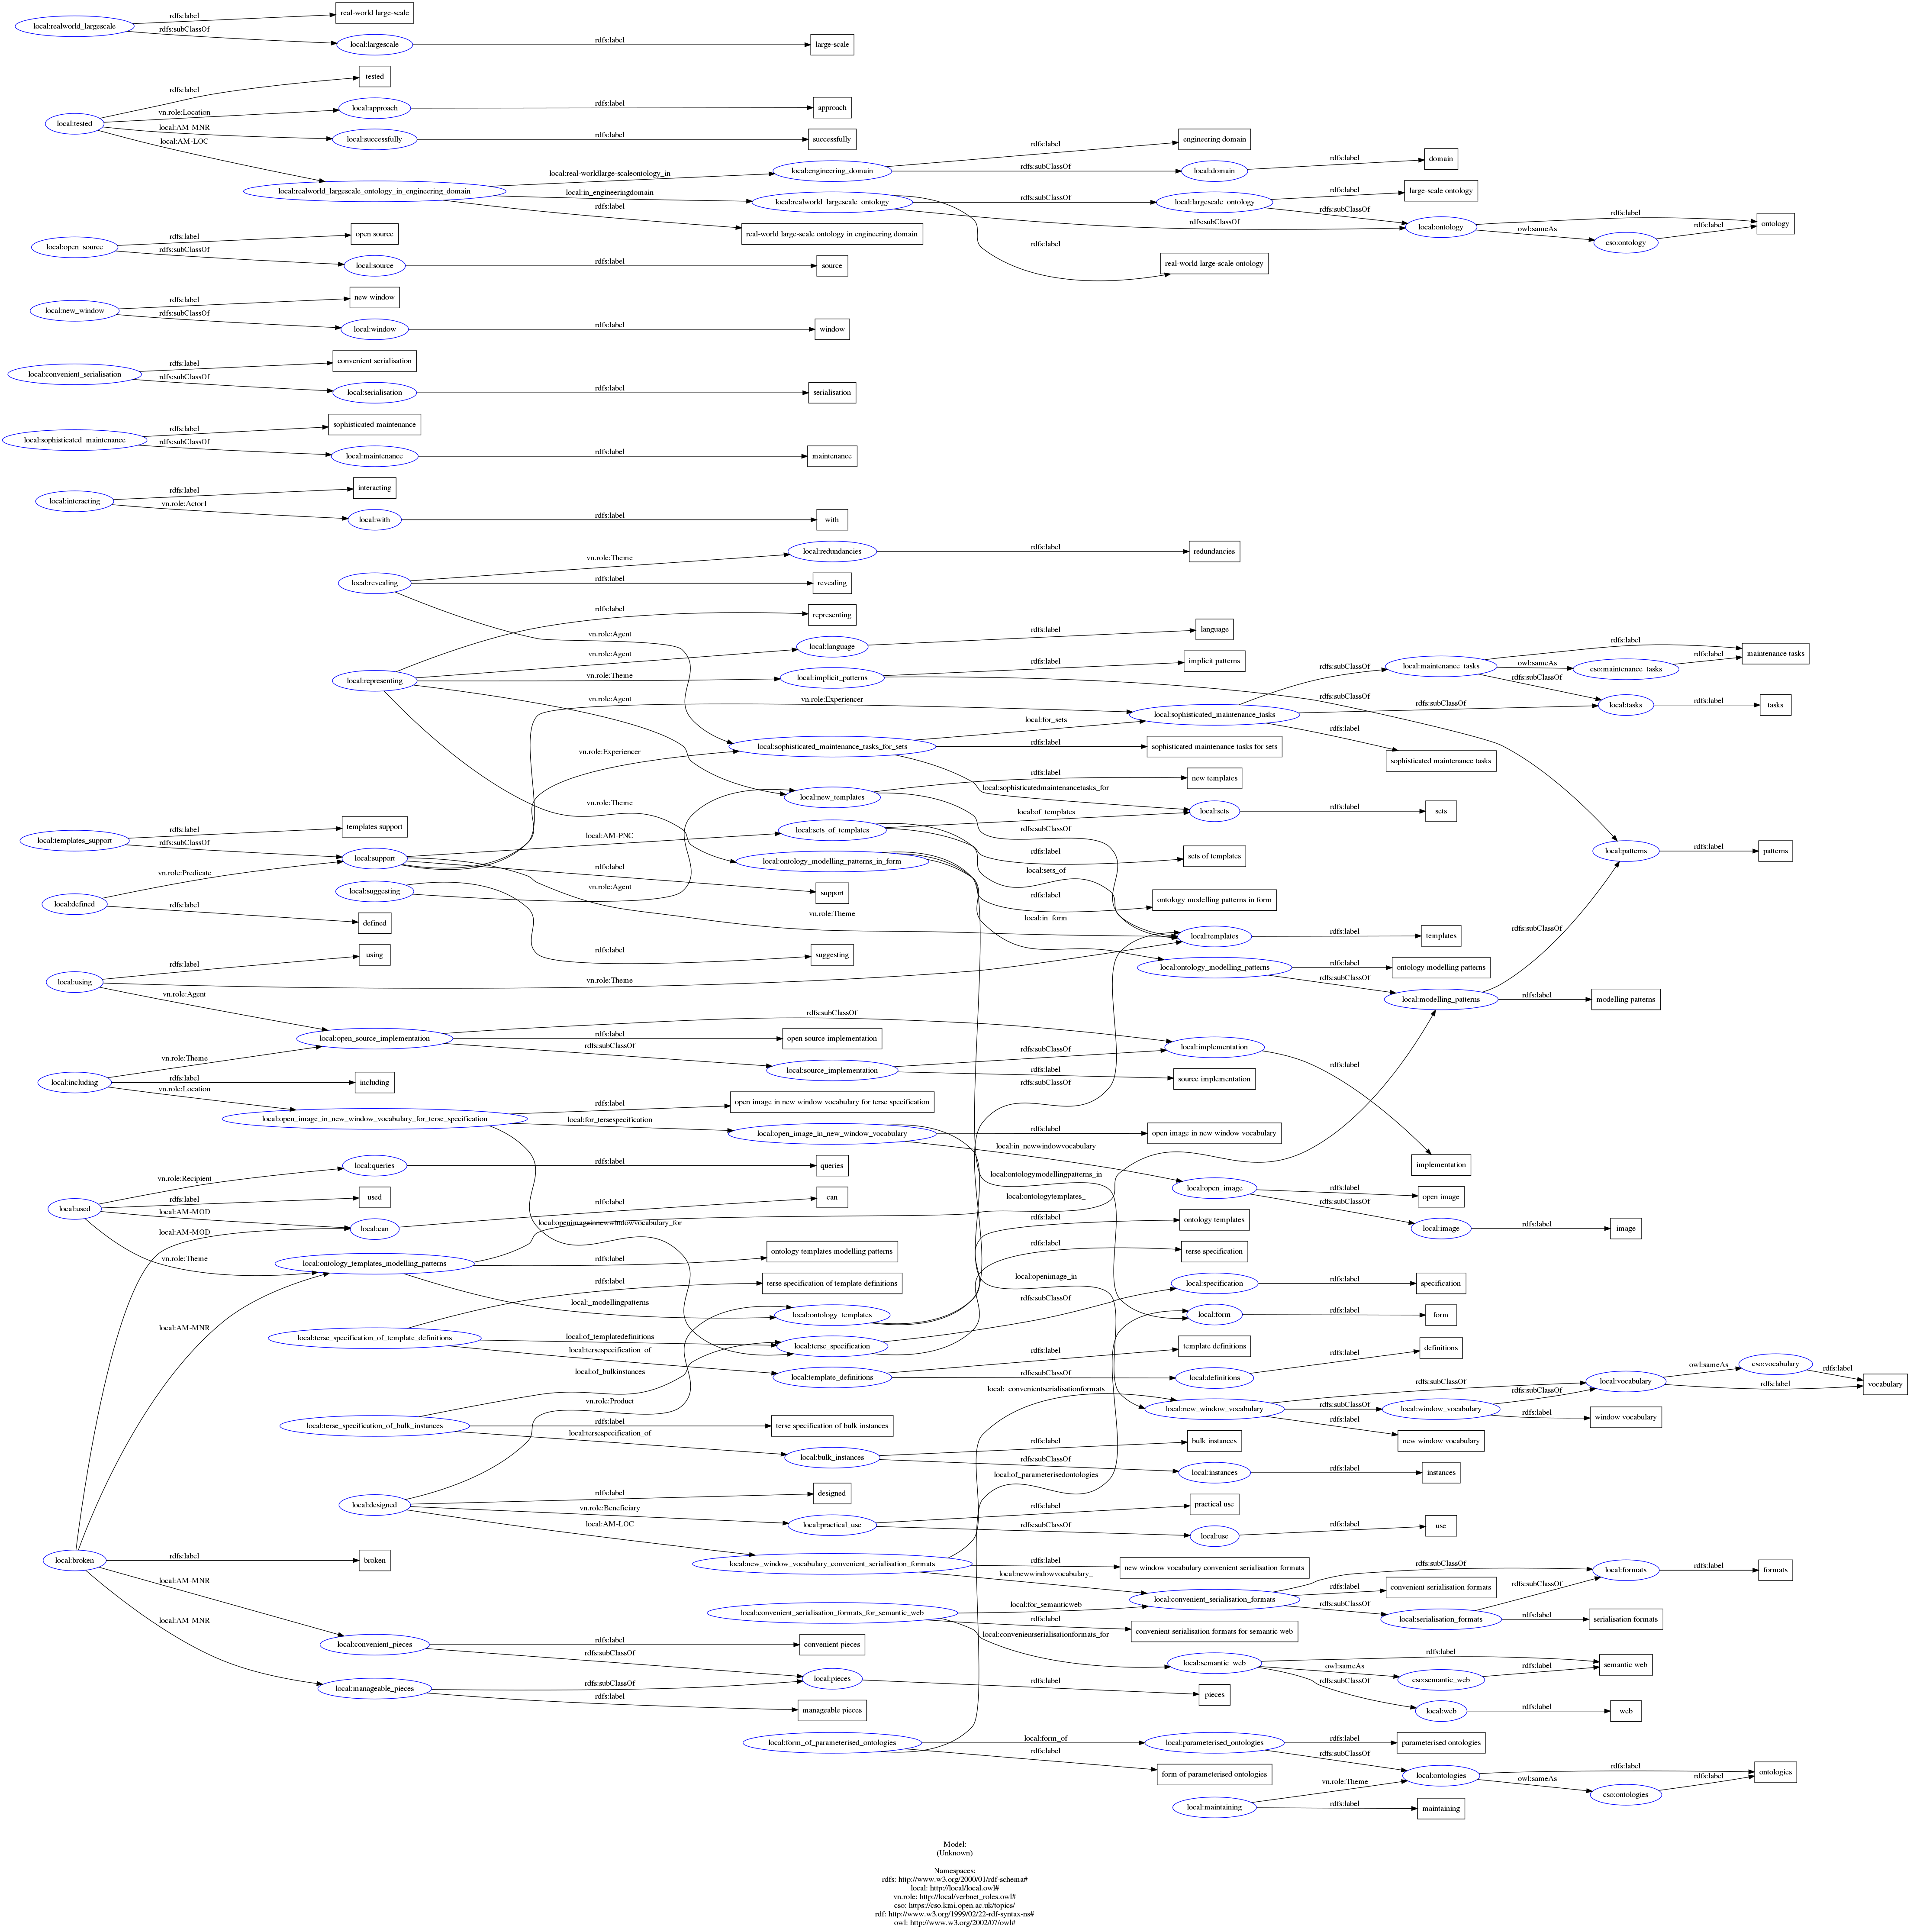 rdfs:label
real-world large-scale
local:realworld_largescale
rdfs:subClassOf
local:largescale
rdfs:label
large-scale
tested
rdfs:label
vn.role:Location
local:approach
rdfs:label
approach
local:tested
local:AM-MNR
local:successfully
rdfs:label
successfully
local:AM-LOC
local:realworld_largescale_ontology_in_engineering_domain
local:real-worldlarge-scaleontology_in
local:engineering_domain
rdfs:label
engineering domain
rdfs:subClassOf
local:domain
rdfs:label
domain
local:in_engineeringdomain
local:realworld_largescale_ontology
rdfs:subClassOf
local:largescale_ontology
rdfs:label
large-scale ontology
rdfs:subClassOf
rdfs:subClassOf
local:ontology
rdfs:label
ontology
owl:sameAs
cso:ontology
rdfs:label
rdfs:label
real-world large-scale ontology in engineering domain
rdfs:label
real-world large-scale ontology
local:open_source
rdfs:label
open source
rdfs:subClassOf
local:source
rdfs:label
source
local:new_window
rdfs:label
new window
rdfs:subClassOf
local:window
rdfs:label
window
local:convenient_serialisation
rdfs:label
convenient serialisation
rdfs:subClassOf
local:serialisation
rdfs:label
serialisation
local:sophisticated_maintenance
rdfs:label
sophisticated maintenance
rdfs:subClassOf
local:maintenance
rdfs:label
maintenance
local:interacting
rdfs:label
interacting
vn.role:Actor1
local:with
rdfs:label
with
local:revealing
vn.role:Theme
local:redundancies
rdfs:label
redundancies
rdfs:label
revealing
vn.role:Agent
local:representing
rdfs:label
representing
vn.role:Agent
local:language
rdfs:label
language
vn.role:Theme
local:implicit_patterns
rdfs:label
implicit patterns
rdfs:subClassOf
vn.role:Agent
vn.role:Theme
vn.role:Experiencer
local:sophisticated_maintenance_tasks
rdfs:subClassOf
local:maintenance_tasks
rdfs:label
maintenance tasks
owl:sameAs
cso:maintenance_tasks
rdfs:label
rdfs:subClassOf
rdfs:subClassOf
local:tasks
rdfs:label
tasks
rdfs:label
sophisticated maintenance tasks
vn.role:Experiencer
local:sophisticated_maintenance_tasks_for_sets
local:for_sets
rdfs:label
sophisticated maintenance tasks for sets
local:sophisticatedmaintenancetasks_for
local:new_templates
rdfs:label
new templates
rdfs:subClassOf
local:sets
rdfs:label
sets
local:templates_support
rdfs:label
templates support
rdfs:subClassOf
local:support
local:AM-PNC
local:sets_of_templates
local:of_templates
rdfs:label
sets of templates
local:sets_of
rdfs:label
support
vn.role:Theme
local:ontology_modelling_patterns_in_form
rdfs:label
ontology modelling patterns in form
local:in_form
local:patterns
rdfs:label
patterns
local:defined
vn.role:Predicate
rdfs:label
defined
local:suggesting
vn.role:Agent
rdfs:label
suggesting
local:templates
rdfs:label
templates
rdfs:subClassOf
local:using
rdfs:label
using
vn.role:Theme
vn.role:Agent
local:ontology_modelling_patterns
rdfs:label
ontology modelling patterns
rdfs:subClassOf
local:modelling_patterns
rdfs:label
modelling patterns
local:open_source_implementation
rdfs:subClassOf
local:implementation
rdfs:label
open source implementation
rdfs:subClassOf
local:source_implementation
rdfs:subClassOf
rdfs:label
source implementation
rdfs:label
implementation
local:including
vn.role:Theme
rdfs:label
including
vn.role:Location
local:open_image_in_new_window_vocabulary_for_terse_specification
rdfs:label
open image in new window vocabulary for terse specification
rdfs:subClassOf
local:for_tersespecification
local:open_image_in_new_window_vocabulary
rdfs:label
open image in new window vocabulary
local:in_newwindowvocabulary
local:open_image
rdfs:label
open image
rdfs:subClassOf
local:image
rdfs:label
image
local:ontologymodellingpatterns_in
local:ontologytemplates_
local:used
vn.role:Recipient
local:queries
rdfs:label
queries
rdfs:label
used
local:AM-MOD
local:can
rdfs:label
can
local:AM-MOD
vn.role:Theme
local:openimageinnewwindowvocabulary_for
local:ontology_templates_modelling_patterns
rdfs:label
ontology templates modelling patterns
local:_modellingpatterns
rdfs:label
ontology templates
rdfs:label
terse specification
rdfs:label
terse specification of template definitions
local:openimage_in
local:specification
rdfs:label
specification
rdfs:subClassOf
local:ontology_templates
local:form
rdfs:label
form
local:AM-MNR
local:terse_specification_of_template_definitions
local:of_templatedefinitions
local:terse_specification
local:tersespecification_of
local:template_definitions
rdfs:label
template definitions
rdfs:subClassOf
local:definitions
rdfs:label
definitions
local:of_bulkinstances
vn.role:Product
local:_convenientserialisationformats
local:new_window_vocabulary
rdfs:subClassOf
local:vocabulary
owl:sameAs
cso:vocabulary
rdfs:label
rdfs:label
vocabulary
rdfs:subClassOf
local:window_vocabulary
rdfs:subClassOf
rdfs:label
window vocabulary
rdfs:label
new window vocabulary
local:terse_specification_of_bulk_instances
rdfs:label
terse specification of bulk instances
local:tersespecification_of
local:bulk_instances
rdfs:label
bulk instances
rdfs:subClassOf
local:instances
rdfs:label
instances
local:of_parameterisedontologies
local:designed
rdfs:label
designed
vn.role:Beneficiary
local:practical_use
rdfs:label
practical use
rdfs:subClassOf
local:use
rdfs:label
use
local:AM-LOC
local:new_window_vocabulary_convenient_serialisation_formats
rdfs:label
new window vocabulary convenient serialisation formats
local:newwindowvocabulary_
local:convenient_serialisation_formats
rdfs:subClassOf
local:formats
rdfs:label
formats
rdfs:label
convenient serialisation formats
rdfs:subClassOf
local:serialisation_formats
rdfs:subClassOf
rdfs:label
serialisation formats
local:broken
rdfs:label
broken
local:AM-MNR
local:AM-MNR
local:convenient_serialisation_formats_for_semantic_web
local:for_semanticweb
rdfs:label
convenient serialisation formats for semantic web
local:convenientserialisationformats_for
local:semantic_web
rdfs:label
semantic web
owl:sameAs
cso:semantic_web
rdfs:label
rdfs:subClassOf
local:web
rdfs:label
web
local:convenient_pieces
rdfs:label
convenient pieces
rdfs:subClassOf
local:pieces
rdfs:label
pieces
local:manageable_pieces
rdfs:subClassOf
rdfs:label
manageable pieces
local:form_of_parameterised_ontologies
local:form_of
local:parameterised_ontologies
rdfs:label
parameterised ontologies
rdfs:label
form of parameterised ontologies
rdfs:subClassOf
local:ontologies
rdfs:label
ontologies
owl:sameAs
cso:ontologies
rdfs:label
vn.role:Theme
local:maintaining
rdfs:label
maintaining
Model:
(Unknown)
Namespaces:
rdfs: http://www.w3.org/2000/01/rdf-schema#
local: http://local/local.owl#
vn.role: http://local/verbnet_roles.owl#
cso: https://cso.kmi.open.ac.uk/topics/
rdf: http://www.w3.org/1999/02/22-rdf-syntax-ns#
owl: http://www.w3.org/2002/07/owl#